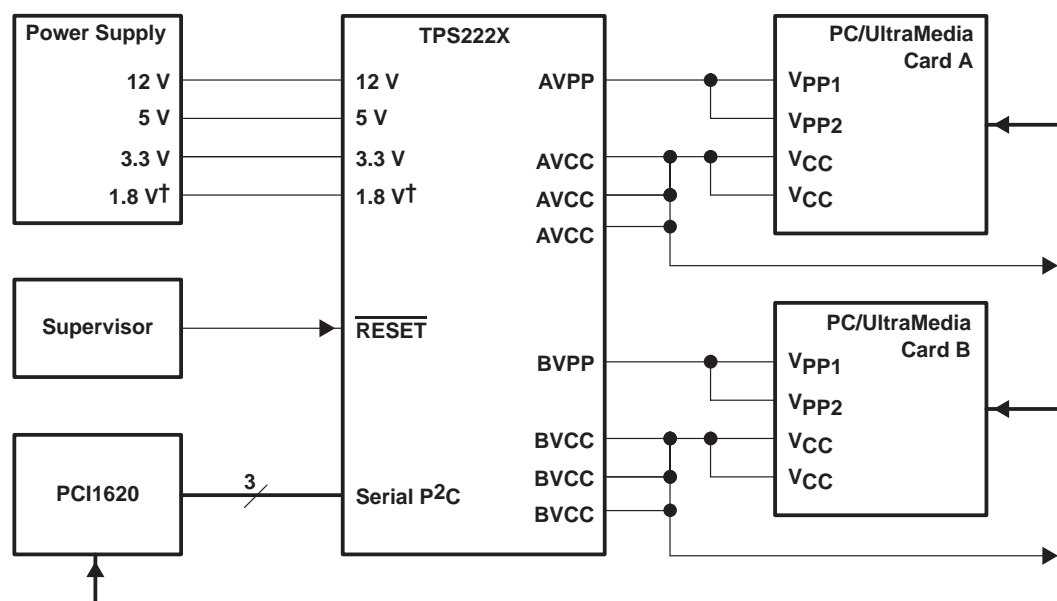 Power Supply
12 V
5 V
3.3 V
1.8 V†
Supervisor
PCI1620
3
TPS222X
12 V
5 V
3.3 V
1.8 V†
RESET
Serial P2C
AVPP
AVCC
AVCC
AVCC
BVPP
BVCC
BVCC
BVCC
PC/UltraMedia
Card A
VPP1
VPP2
VCC
VCC
PC/UltraMedia
Card B
VPP1
VPP2
VCC
VCC